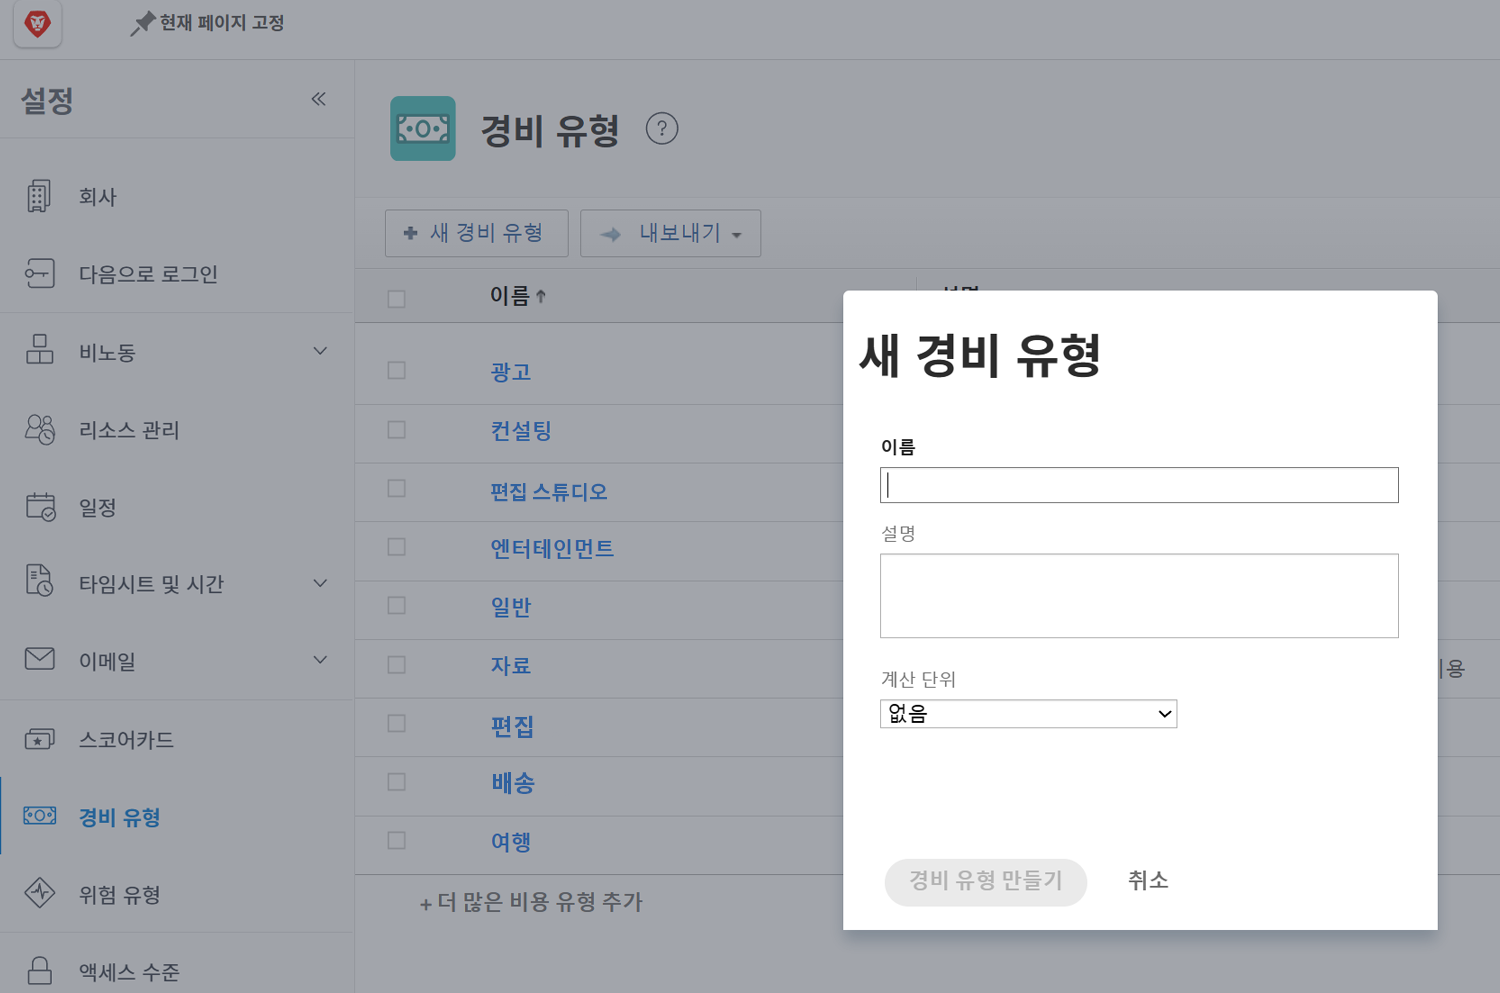 현재 페이지 고정
설정
회사
다음으로 로그인
비노동
리소스 관리
일정
타임시트 및 시간
이메일
스코어카드
경비 유형
위험 유형
액세스 수준
경비 유형
?
새 경비 유형
내보내기
이름
광고
컨설팅
편집 스튜디오
엔터테인먼트
일반
자료
편집
배송
여행
+ 더 많은 비용 유형 추가
새 경비 유형
이름
설명
계산 단위
없음
경비 유형 만들기
취소